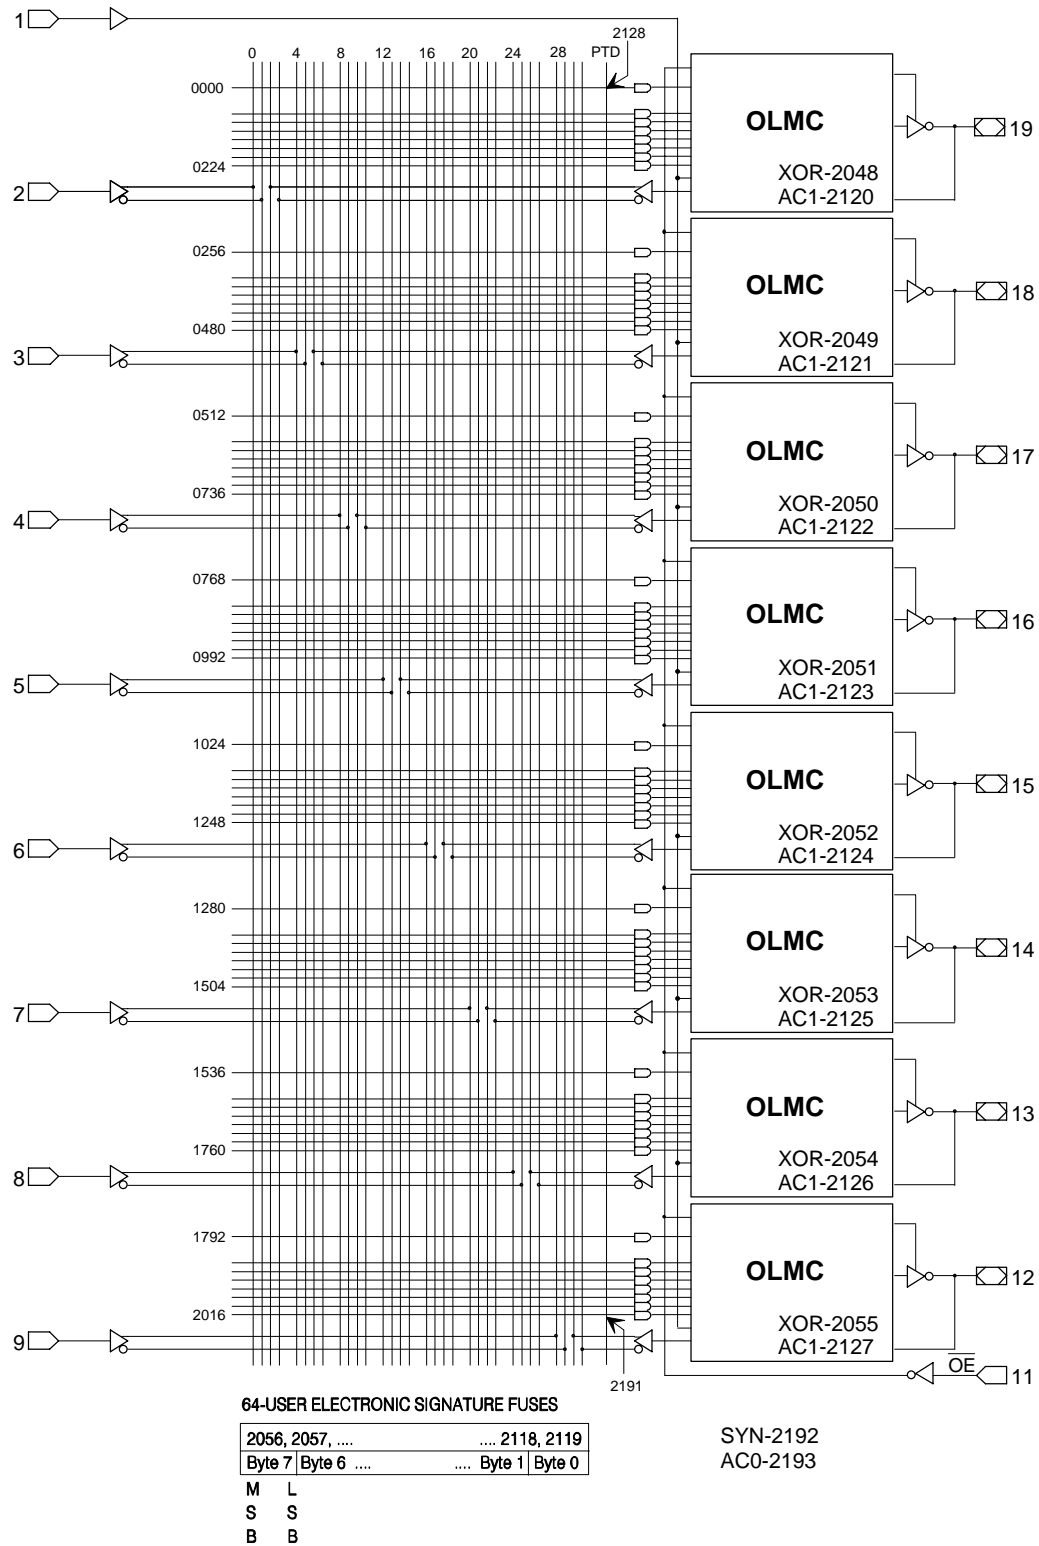 1
2128
0 4 8 12 16 20 24 28 PTD
0000
OLMC
19
0224
XOR-2048
AC1-2120
2
0256
OLMC
18
0480
XOR-2049
AC1-2121
3
0512
OLMC
17
0736
XOR-2050
AC1-2122
4
0768
OLMC
16
0992
XOR-2051
AC1-2123
5
1024
OLMC
15
1248
XOR-2052
AC1-2124
6
1280
OLMC
14
1504
XOR-2053
AC1-2125
7
1536
OLMC
13
1760
XOR-2054
AC1-2126
8
1792
OLMC
12
2016
XOR-2055
AC1-2127
9
OE
11
2191
64-USER ELECTRONIC SIGNATURE FUSES
2056, 2057, .... .... 2118, 2119
Byte 7 Byte 6 .... .... Byte 1 Byte 0
M L
S S
B B
SYN-2192
AC0-2193